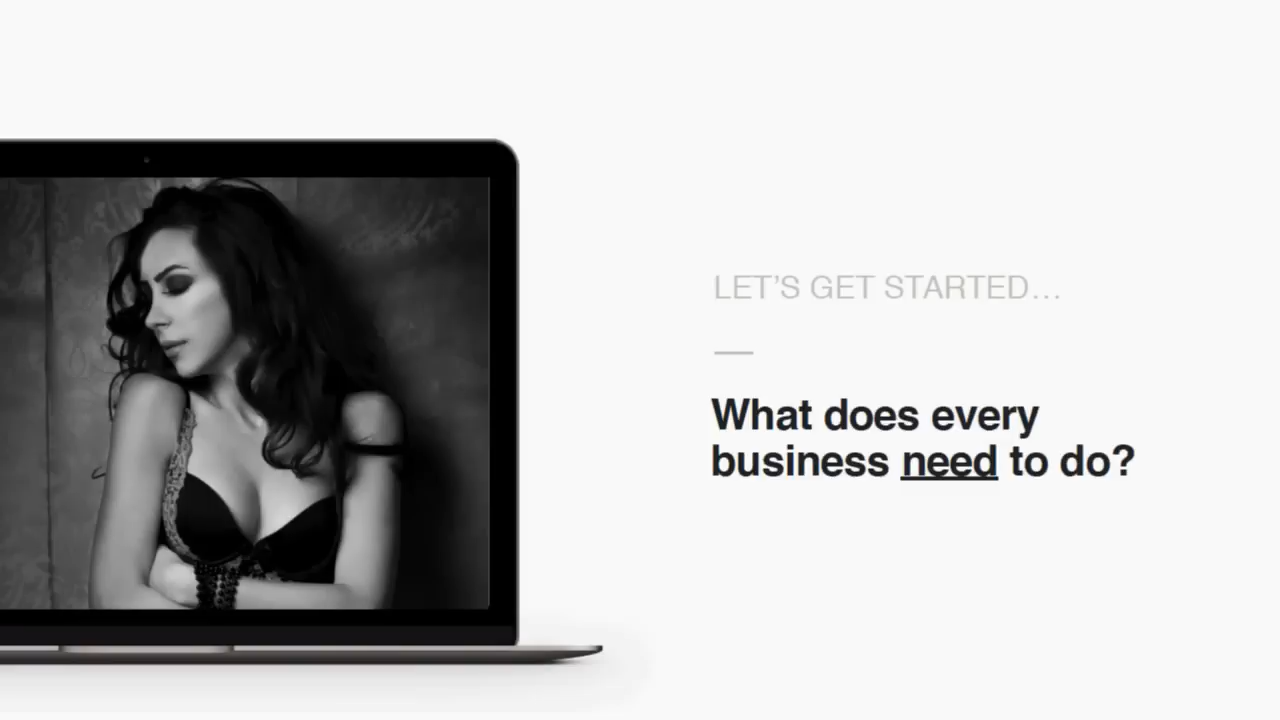 LET’S GET STARTED…
What does every
business need to do?